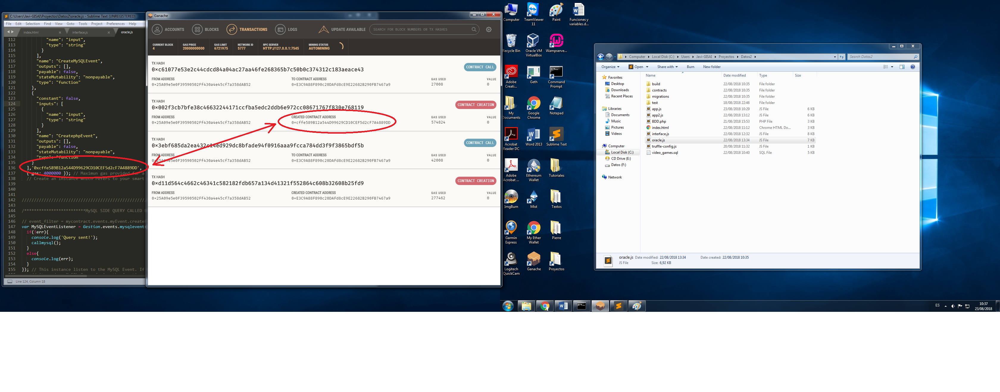 C:\Users\Javi-GISAI\Proyectos\Datos2\oracle.js - Sublime Text (UNREGISTERED)
File Edit Selection Find View Goto Tools Project Preferences Help
index.html interface.js oracle.js
112 "name": "input",
113 "type": "string"
114 }
115 ],
116 "name": "CreateMySQLEvent",
117 "outputs": [],
118 "payable": false,
119 "stateMutability": "nonpayable",
120 "type": "function"
121 },
122 {
123 "constant": false,
124 "inputs": [
125 {
126 "name": "input",
127 "type": "string"
128 }
129 ],
130 "name": "CreatephpEvent",
131 "outputs": [],
132 "payable": false,
133 "stateMutability": "nonpayable",
134 "type": "function"
135 }
136 ],'0xcffe589B12a544D99629CD10CEF5d2cF7A4889DD',
137 { gas: 4000000 }); // Maximun gas provided for a
138 // Create an instance which refers to your smart
139
140
141
142 ///////////////////////////////////////////////////
143
144 /*************************MySQL SIDE QUERY CALLED
145
146 // event_filter = mycontract.events.myEvent.create
147 var MySQLEventListener = Gestion.events.mysqlevent(
148 if(!err){
149 console.log('Query sent!');
150 callmysql();
151 }
152 else{
153 console.log(err);
154 }
155 }); // This instance listen to the MySQL Event. If
Line 124, Column 18
Ganache
ACCOUNTS BLOCKS TRANSACTIONS LOGS UPDATE AVAILABLE SEARCH FOR BLOCK NUMBERS OR TX HASHES
CURRENT BLOCK GAS PRICE GAS LIMIT NETWORK ID RPC SERVER MINING STATUS
4 20000000000 6721975 5777 HTTP://127.0.0.1:7545 AUTOMINING
TX HASH
0×c61077e53e2c44cdcd84a04ac27aa46fe268365b7c50b0c374312c183aeace43 CONTRACT CALL
FROM ADDRESS TO CONTRACT ADDRESS GAS USED VALUE
0×25A09e5e0F39590502Ff430a4e45cf7a358dAB52 0×E3C9A88F890c20DAFd8cE9E22682B290FB7467a9 27008 0
TX HASH
0×002f3cb7bfe38c46632244171ccfba5edc2ddb6e972cc08671767f830e768119 CONTRACT CREATION
FROM ADDRESS CREATED CONTRACT ADDRESS GAS USED VALUE
0×25A09e5e0F39590502Ff430a4e45cf7a358dAB52 0×cffe589B12a544D99629CD10CEF5d2cF7A4889DD 574824 0
TX HASH
0×3ebf685da2ea432c14ed929dc8bfade94f0916aaa9fcca784dd3f9f3865bdf5b CONTRACT CALL
FROM ADDRESS TO CONTRACT ADDRESS GAS USED VALUE
0×25A09e5e0F39590502Ff430a4e45cf7a358dAB52 0×E3C9A88F890c20DAFd8cE9E22682B290FB7467a9 42008 0
TX HASH
0×d11d564c4662c46341c582182fdb657a134d41321f552864c608b32608b25fd9 CONTRACT CREATION
FROM ADDRESS CREATED CONTRACT ADDRESS GAS USED VALUE
0×25A09e5e0F39590502Ff430a4e45cf7a358dAB52 0×E3C9A88F890c20DAFd8cE9E22682B290FB7467a9 277462 0
Computer TeamViewer 11 Paint Funciones y variables.d...
Recycle Bin Oracle VM VirtualBox Wampserve...
Adobe Creati... Geth Command Prompt
My Documents Google Chrome Notepad
Acrobat Reader DC Word 2013 Sublime Text
Adobe Acrobat ... Ethereum Wallet Tutoriales
ImgBurn Mist Textos
Garmin Express My Ether Wallet Pierre
Logitech QuickCam Ganache Proyectos
Computer Local Disk (C:) Users Javi-GISAI Proyectos Datos2 Search Datos2
Organize Open Share with Burn New folder
Favorites
Desktop
Downloads
Recent Places
Libraries
Documents
Music
Pictures
Videos
Computer
Local Disk (C:)
CD Drive (E:)
Datos (F:)
Network
Name Date modified Type Size
build 22/08/2018 10:35 File folder
contracts 22/08/2018 10:35 File folder
migrations 22/08/2018 10:35 File folder
test 18/08/2018 22:46 File folder
app.js 23/08/2018 10:29 JS File 6 KB
app2.js 22/08/2018 13:12 JS File 6 KB
BDD.php 21/08/2018 15:53 PHP File 3 KB
index.html 22/08/2018 11:12 Chrome HTML Do... 3 KB
interface.js 22/08/2018 12:32 JS File 8 KB
oracle.js 22/08/2018 13:34 JS File 7 KB
truffle-config.js 20/08/2018 11:32 JS File 1 KB
video_games.sql 22/08/2018 10:40 SQL File 5 KB
oracle.js Date modified: 22/08/2018 13:34 Date created: 22/08/2018 10:35
JS File Size: 6,92 KB
ES 10:37
23/08/2018